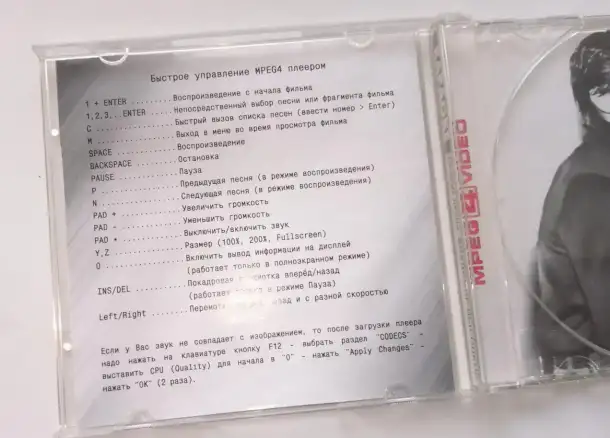 Быстрое управление MPEG4 плеером
1 + ENTER .........Воспроизведение с начала фильма
1,2,3...ENTER .....Непосредственный выбор песни или фрагмента фильма
C .................Быстрый вызов списка песен (ввести номер > Enter)
M .................Выход в меню во время просмотра фильма
SPACE .............Воспроизведение
BACKSPACE .........Остановка
PAUSE .............Пауза
P .................Предыдущая песня (в режиме воспроизведения)
N .................Следующая песня (в режиме воспроизведения)
PAD + .............Увеличить громкость
PAD - .............Уменьшить громкость
PAD * .............Выключить/включить звук
Y,Z ...............Размер (100%, 200%, Fullscreen)
O .................Включить вывод информации на дисплей
(работает только в полноэкранном режиме)
INS/DEL ...........Покадровая вперёд/назад
(работает в режиме Пауза)
Left/Right ........ и с разной скоростью
Если у Вас звук не совпадает с изображением, то после загрузки плеера
надо нажать на клавиатуре кнопку F12 - выбрать раздел "CODECS" -
выставить CPU (Quality) для начала в "0" - нажать "Apply Changes" -
нажать "OK" (2 раза).
MPEG 4 VIDEO